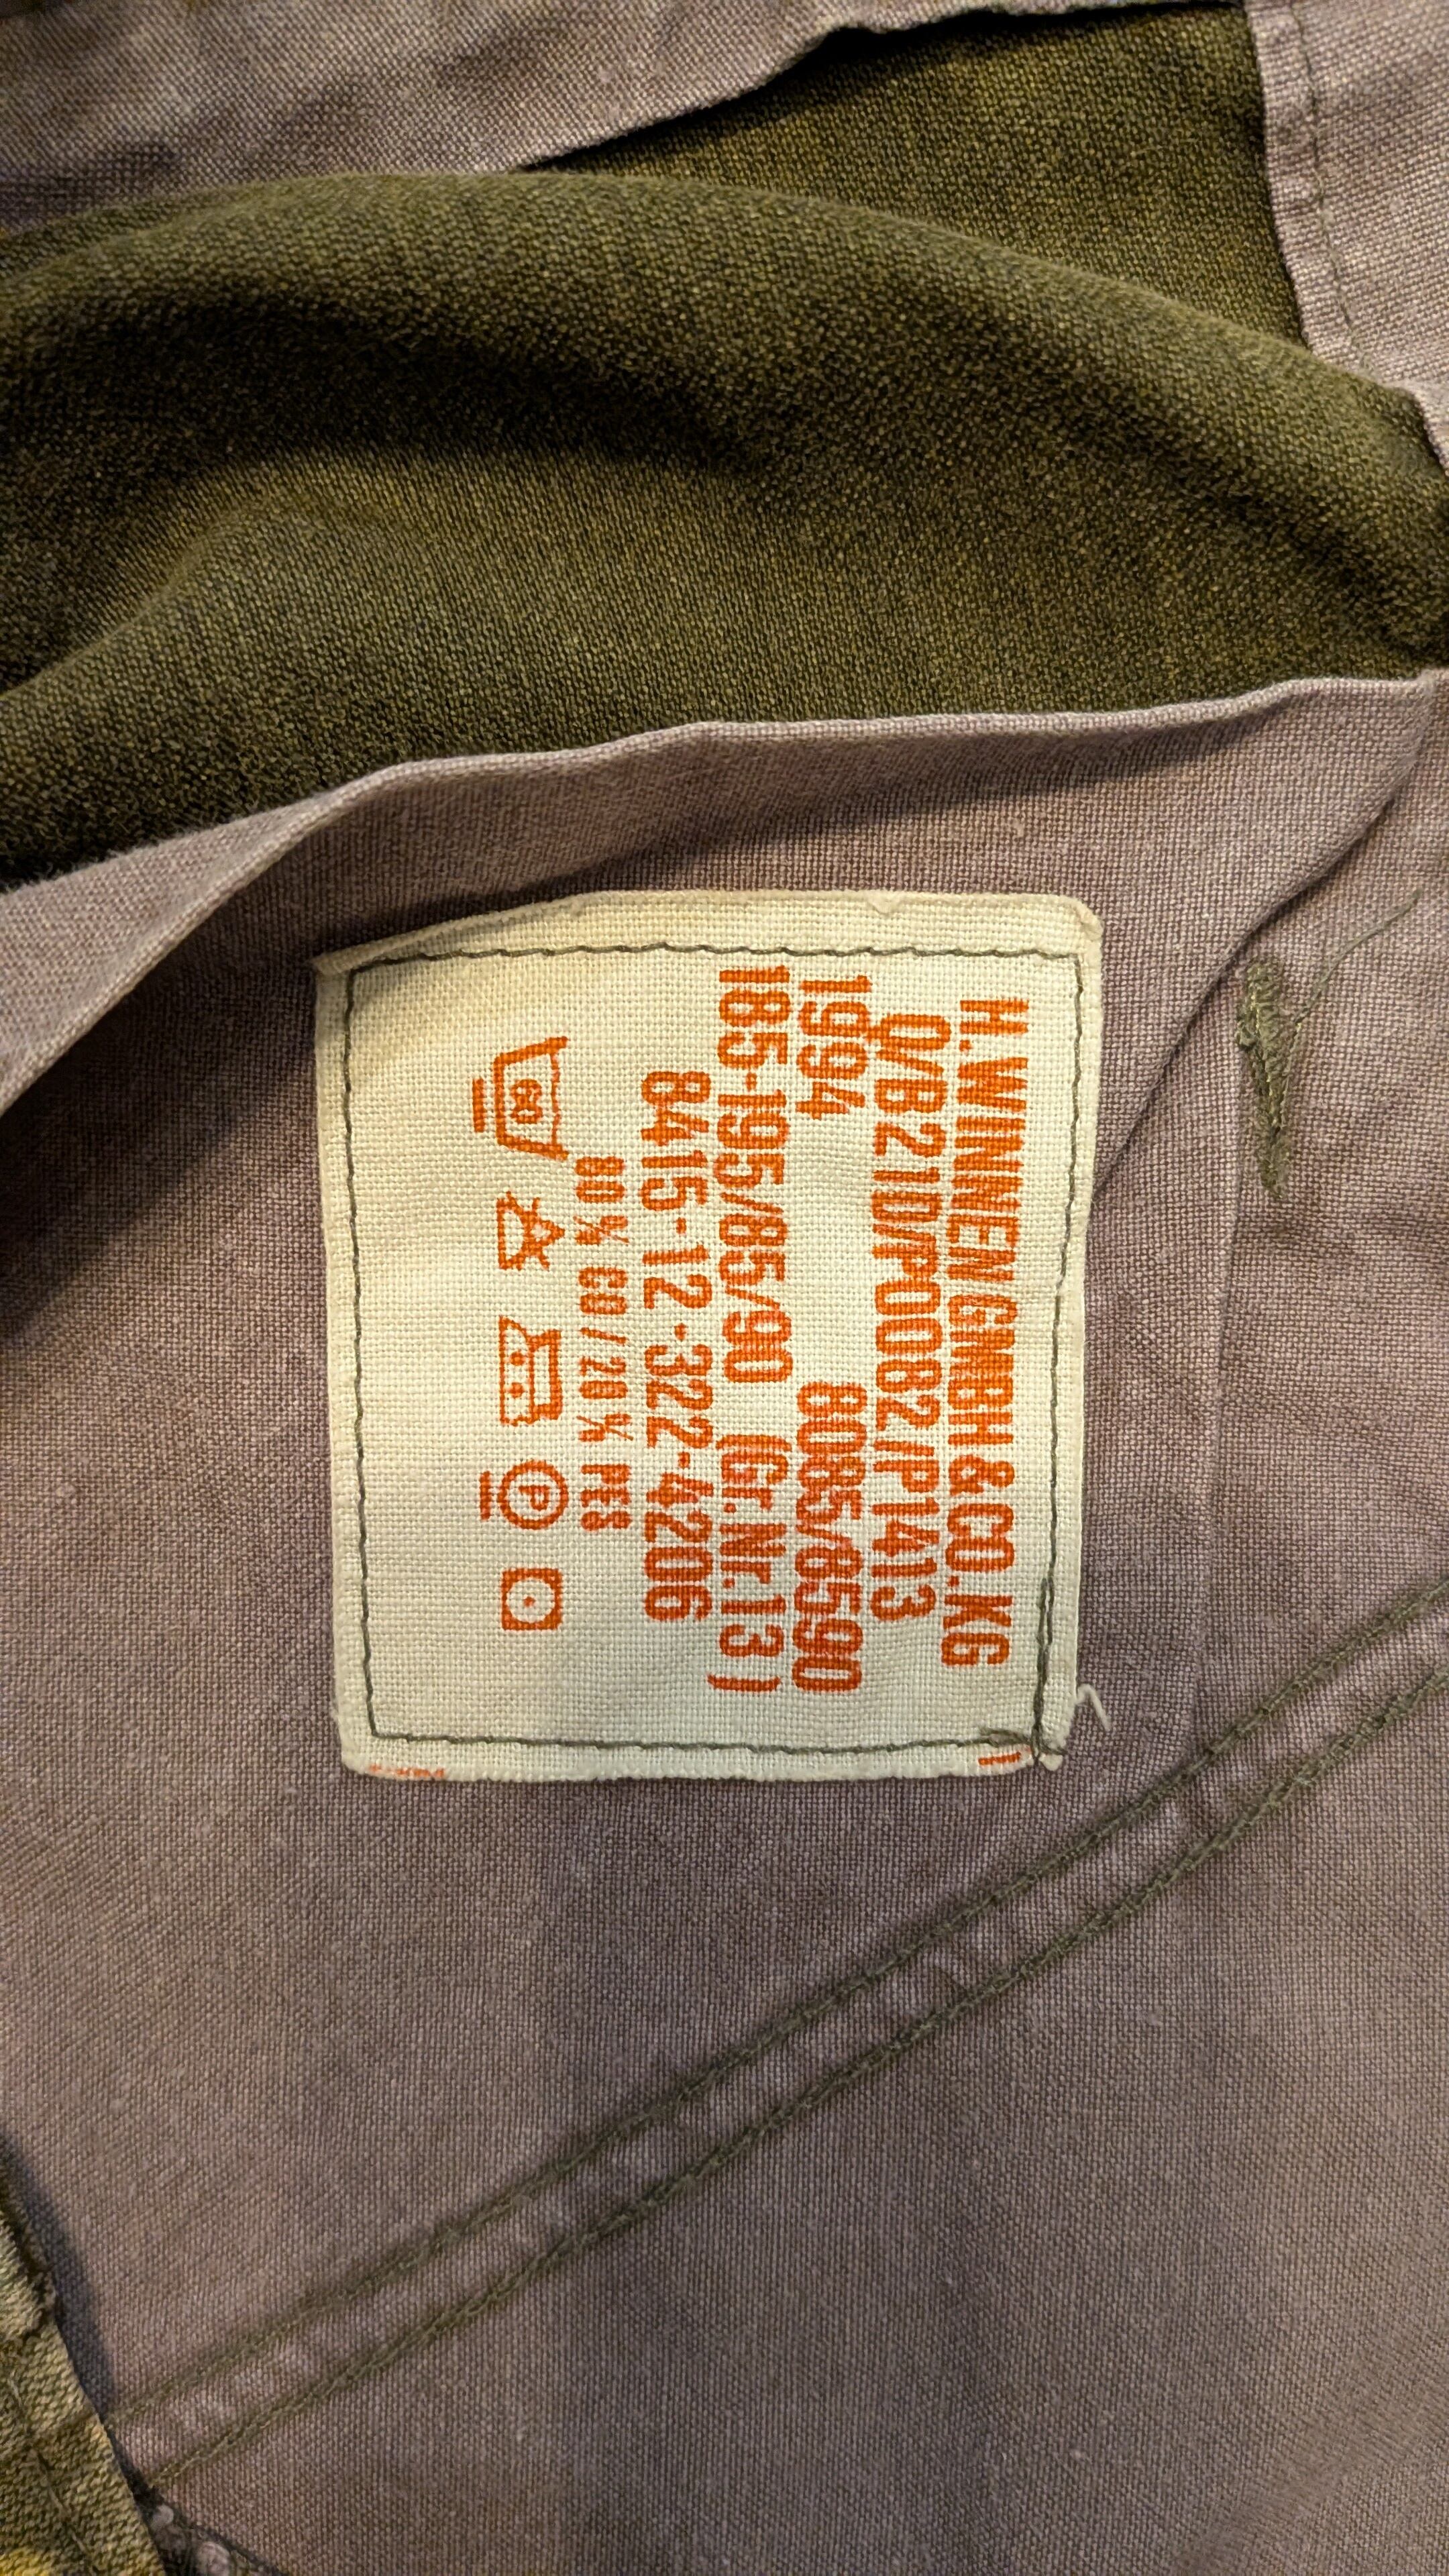 H.WINNEN GMBH & CO.KG
Q/B21D/P0082/P1413
1994 8085/8590
185-195/85/90 (Gr.Nr.13)
8415-12-322-4206
80% CO/20% PES
60
P